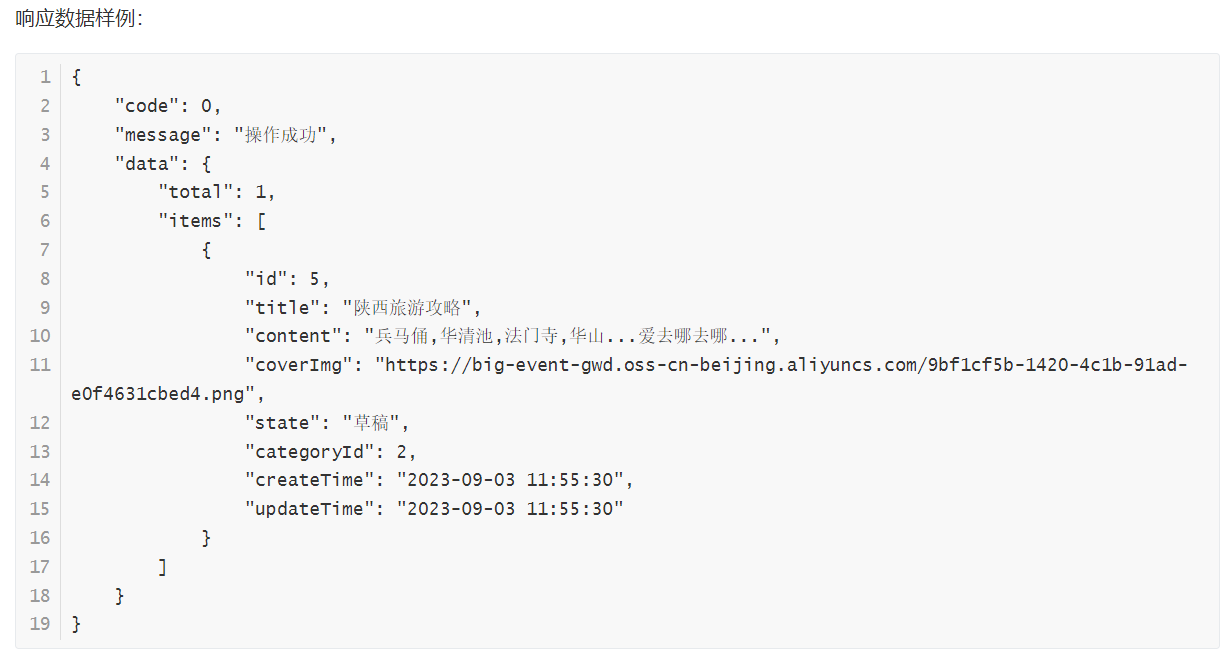 响应数据样例:
1 {
2     "code": 0,
3     "message": "操作成功",
4     "data": {
5         "total": 1,
6         "items": [
7             {
8                 "id": 5,
9                 "title": "陕西旅游攻略",
10                 "content": "兵马俑,华清池,法门寺,华山...爱去哪去哪...",
11                 "coverImg": "https://big-event-gwd.oss-cn-beijing.aliyuncs.com/9bf1cf5b-1420-4c1b-91ad-
e0f4631cbed4.png",
12                 "state": "草稿",
13                 "categoryId": 2,
14                 "createTime": "2023-09-03 11:55:30",
15                 "updateTime": "2023-09-03 11:55:30"
16             }
17         ]
18     }
19 }